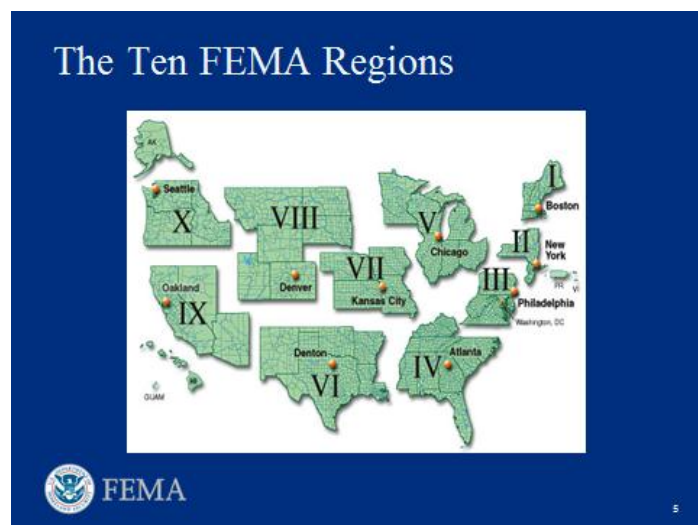 The Ten FEMA Regions
AK
Seattle
X
VIII
V
I
Boston
II
New
York
Chicago
VII
Denver
Kansas City
III
PR
VI
Philadelphia
Washington, DC
Oakland
IX
Denton
VI
Atlanta
IV
HI
GUAM
FEMA
5